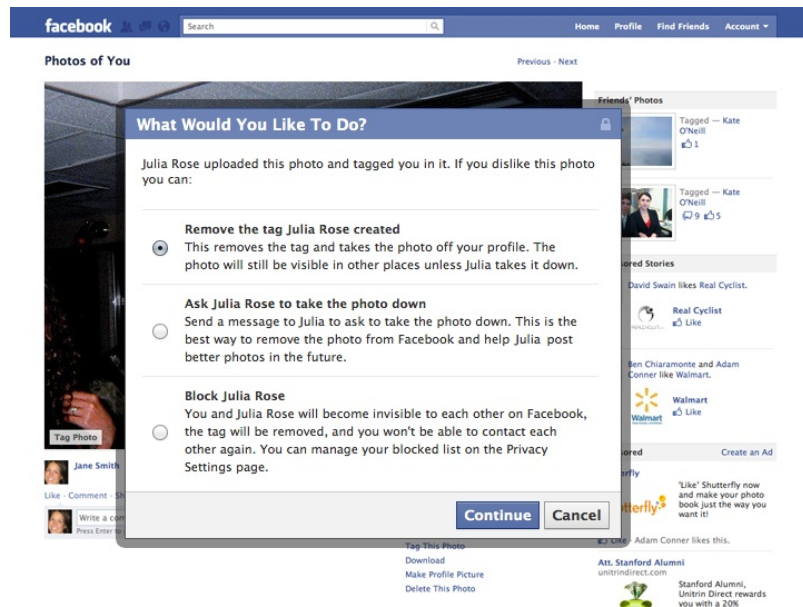 facebook
Search
Home Profile Find Friends Account
Photos of You
Previous · Next
What Would You Like To Do?
Julia Rose uploaded this photo and tagged you in it. If you dislike this photo
you can:
Remove the tag Julia Rose created
This removes the tag and takes the photo off your profile. The
photo will still be visible in other places unless Julia takes it down.
Ask Julia Rose to take the photo down
Send a message to Julia to ask to take the photo down. This is the
best way to remove the photo from Facebook and help Julia post
better photos in the future.
Block Julia Rose
You and Julia Rose will become invisible to each other on Facebook,
the tag will be removed, and you won't be able to contact each
other again. You can manage your blocked list on the Privacy
Settings page.
Continue Cancel
Tag Photo
Jane Smith
Like · Comment ·
Write a
Press Enter
Tag This Photo
Download
Make Profile Picture
Delete This Photo
Friends' Photos
Tagged — Kate
O'Neill
1
Tagged — Kate
O'Neill
9 5
Stories
David Swain likes Real Cyclist.
Real Cyclist
Like
Ben Chiaramonte and Adam
Conner like Walmart.
Walmart
Walmart
Like
Create an Ad
'Like' Shutterfly now
and make your photo
book just the way you
want it!
Like · Adam Conner likes this.
Att. Stanford Alumni
unitrindirect.com
Stanford Alumni,
Unitrin Direct rewards
you with a 20%